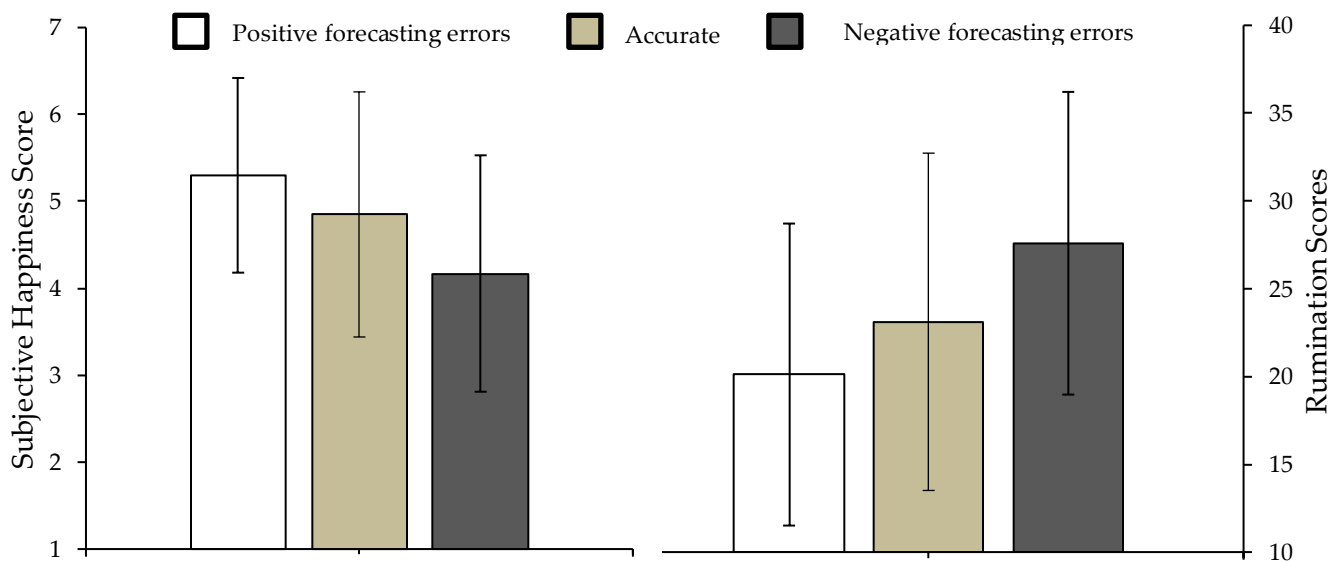 Positive forecasting errors
Accurate
Negative forecasting errors
Subjective Happiness Score
7
6
5
4
3
2
1
40
35
30
25
20
15
10
Rumination Scores